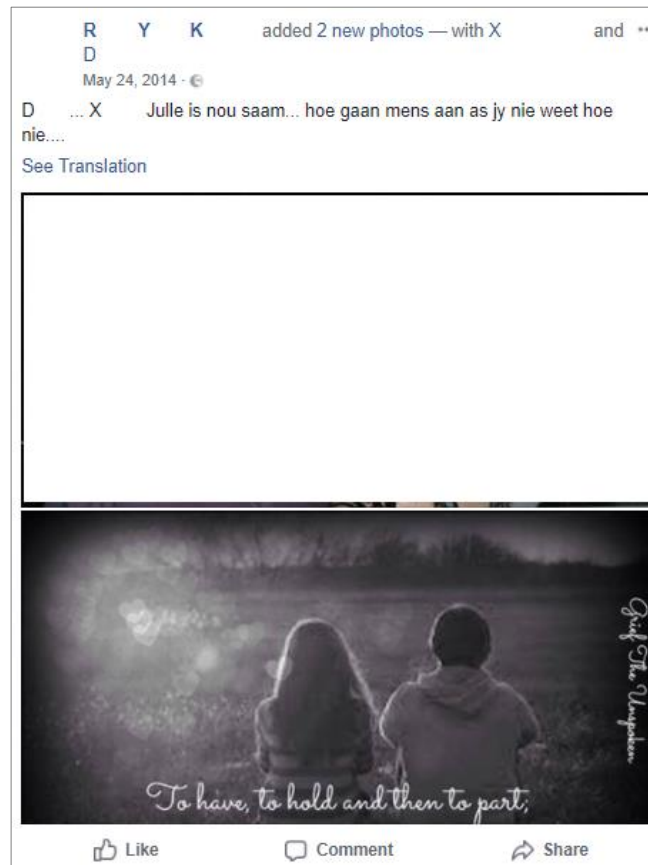 R Y K added 2 new photos — with X and ...
D
May 24, 2014 ·
D ... X Julle is nou saam... hoe gaan mens aan as jy nie weet hoe
nie....
See Translation
Grief The Unspoken
To have, to hold and then to part;
Like Comment Share